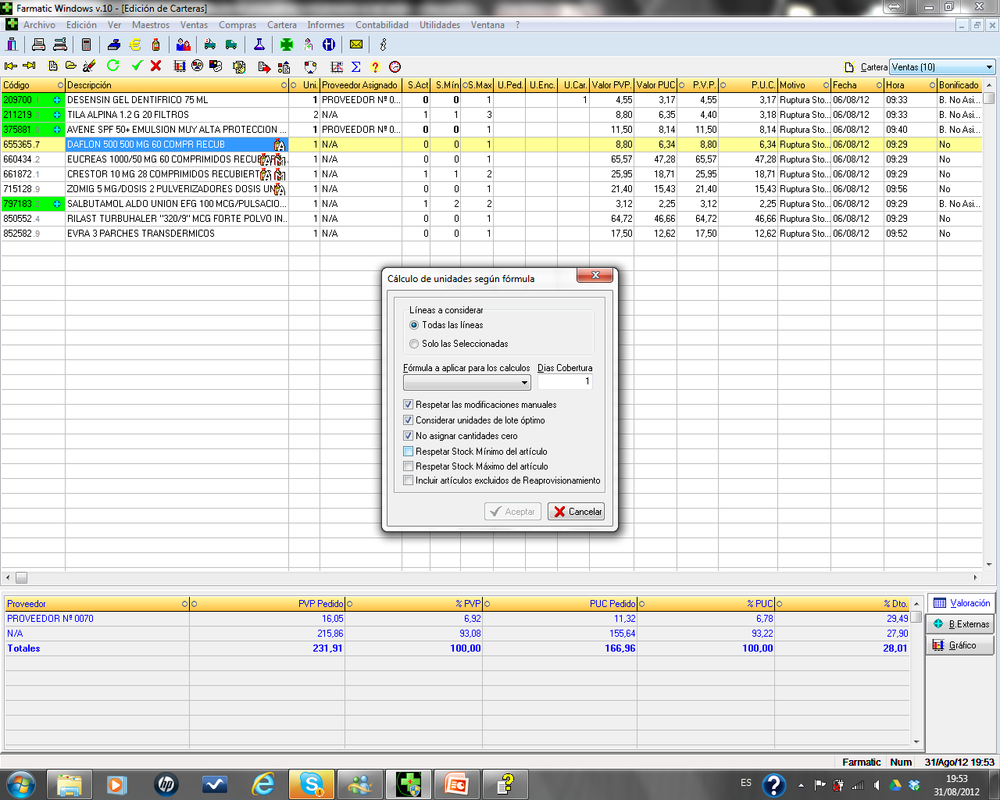 Farmatic Windows v.10 - [Edición de Carteras]
Archivo Edición Ver Maestros Ventas Compras Cartera Informes Contabilidad Utilidades Ventana ?
Cartera Ventas (10)
Código Descripción Uni. Proveedor Asignado S.Act S.Mín S.Max U.Ped. U.Enc. U.Car. Valor PVP. Valor PUC P.V.P. P.U.C. Motivo Fecha Hora Bonificado
209700 DESENSIN GEL DENTIFRICO 75 ML 1 PROVEEDOR Nº 0... 0 0 1 1 4,55 3,17 4,55 3,17 Ruptura Sto... 06/08/12 09:33 B. No Asi...
211219 TILA ALPINA 1.2 G 20 FILTROS 2 N/A 1 1 3 8,80 6,35 4,40 3,18 Ruptura Sto... 06/08/12 09:33 B. No Asi...
375881 AVENE SPF 50+ EMULSION MUY ALTA PROTECCION ... 1 PROVEEDOR Nº 0... 0 0 1 11,50 8,14 11,50 8,14 Ruptura Sto... 06/08/12 09:40 B. No Asi...
655365.7 DAFLON 500 500 MG 60 COMPR RECUB 1 N/A 0 0 1 8,80 6,34 8,80 6,34 Ruptura Sto... 06/08/12 09:29 No
660434.2 EUCREAS 1000/50 MG 60 COMPRIMIDOS RECUB 1 N/A 0 0 1 65,57 47,28 65,57 47,28 Ruptura Sto... 06/08/12 09:29 No
661872.1 CRESTOR 10 MG 28 COMPRIMIDOS RECUBIERT 1 N/A 1 1 2 25,95 18,71 25,95 18,71 Ruptura Sto... 06/08/12 09:29 No
715128.9 ZOMIG 5 MG/DOSIS 2 PULVERIZADORES DOSIS UN 1 N/A 0 0 1 21,40 15,43 21,40 15,43 Ruptura Sto... 06/08/12 09:56 No
797183 SALBUTAMOL ALDO UNION EFG 100 MCG/PULSACIO... 1 N/A 1 2 2 3,12 2,25 3,12 2,25 Ruptura Sto... 06/08/12 09:29 B. No Asi...
850552.4 RILAST TURBUHALER "320/9" MCG FORTE POLVO IN... 1 N/A 0 0 1 64,72 46,66 64,72 46,66 Ruptura Sto... 06/08/12 09:29 No
852582.9 EVRA 3 PARCHES TRANSDERMICOS 1 N/A 0 0 1 17,50 12,62 17,50 12,62 Ruptura Sto... 06/08/12 09:52 No
Cálculo de unidades según fórmula
Líneas a considerar
Todas las líneas
Solo las Seleccionadas
Fórmula a aplicar para los calculos Dias Cobertura
1
Respetar las modificaciones manuales
Considerar unidades de lote óptimo
No asignar cantidades cero
Respetar Stock Mínimo del artículo
Respetar Stock Máximo del artículo
Incluir artículos excluidos de Reaprovisionamiento
Aceptar Cancelar
Proveedor PVP Pedido % PVP PUC Pedido % PUC % Dto.
PROVEEDOR Nº 0070 16,05 6,92 11,32 6,78 29,49
N/A 215,86 93,08 155,64 93,22 27,90
Totales 231,91 100,00 166,96 100,00 28,01
Valoración
B.Externas
Gráfico
Farmatic Num 31/Ago/12 19:53
ES
19:53
31/08/2012